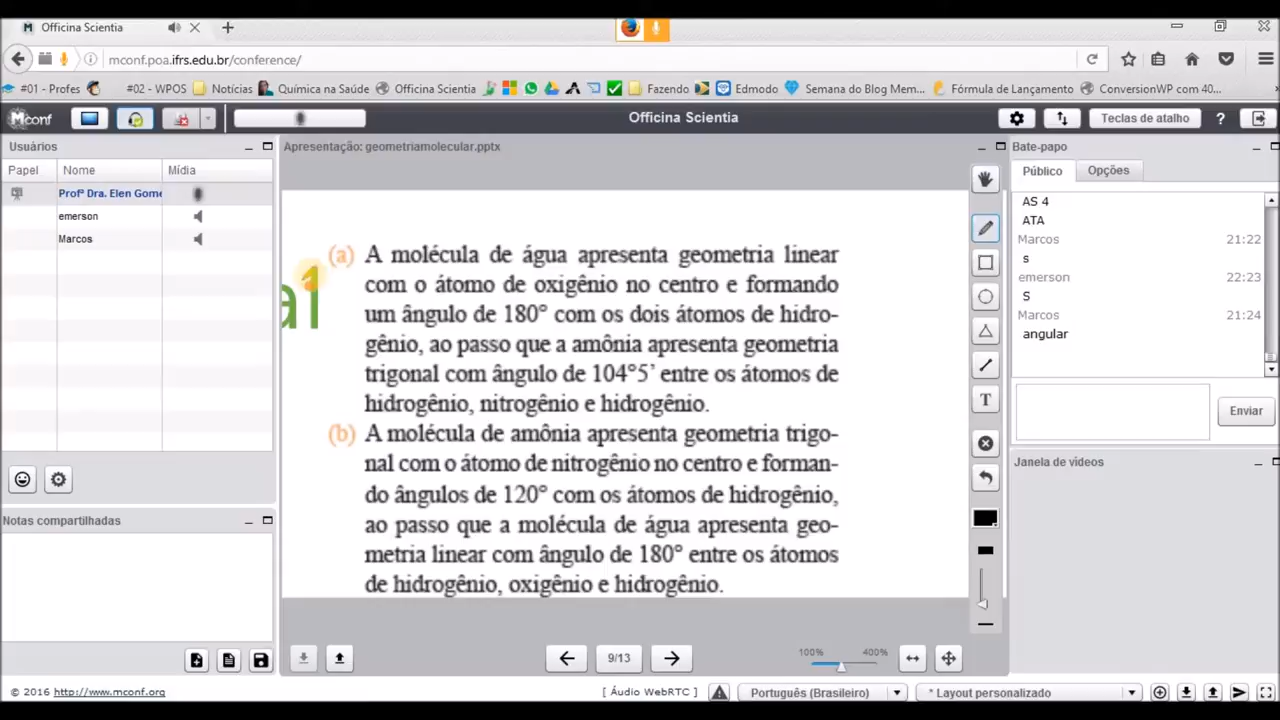 Officina Scientia
mconf.poa.ifrs.edu.br/conference/
#01 - Profes
#02 - WPOS
Notícias
Química na Saúde
Officina Scientia
Fazendo
Edmodo
Semana do Blog Mem...
Fórmula de Lançamento
ConversionWP com 40...
Mconf
Officina Scientia
Teclas de atalho
?
Usuários
Papel Nome Mídia
Profª Dra. Elen Gome
emerson
Marcos
Notas compartilhadas
Apresentação: geometriamolecular.pptx
a1
(a) A molécula de água apresenta geometria linear
com o átomo de oxigênio no centro e formando
um ângulo de 180° com os dois átomos de hidro-
gênio, ao passo que a amônia apresenta geometria
trigonal com ângulo de 104°5' entre os átomos de
hidrogênio, nitrogênio e hidrogênio.
(b) A molécula de amônia apresenta geometria trigo-
nal com o átomo de nitrogênio no centro e forman-
do ângulos de 120° com os átomos de hidrogênio,
ao passo que a molécula de água apresenta geo-
metria linear com ângulo de 180° entre os átomos
de hidrogênio, oxigênio e hidrogênio.
T
9/13
100% 400%
Bate-papo
Público Opções
AS 4
ATA
Marcos 21:22
s
emerson 22:23
S
Marcos 21:24
angular
Enviar
Janela de vídeos
© 2016 http://www.mconf.org
[ Áudio WebRTC ]
Português (Brasileiro)
* Layout personalizado